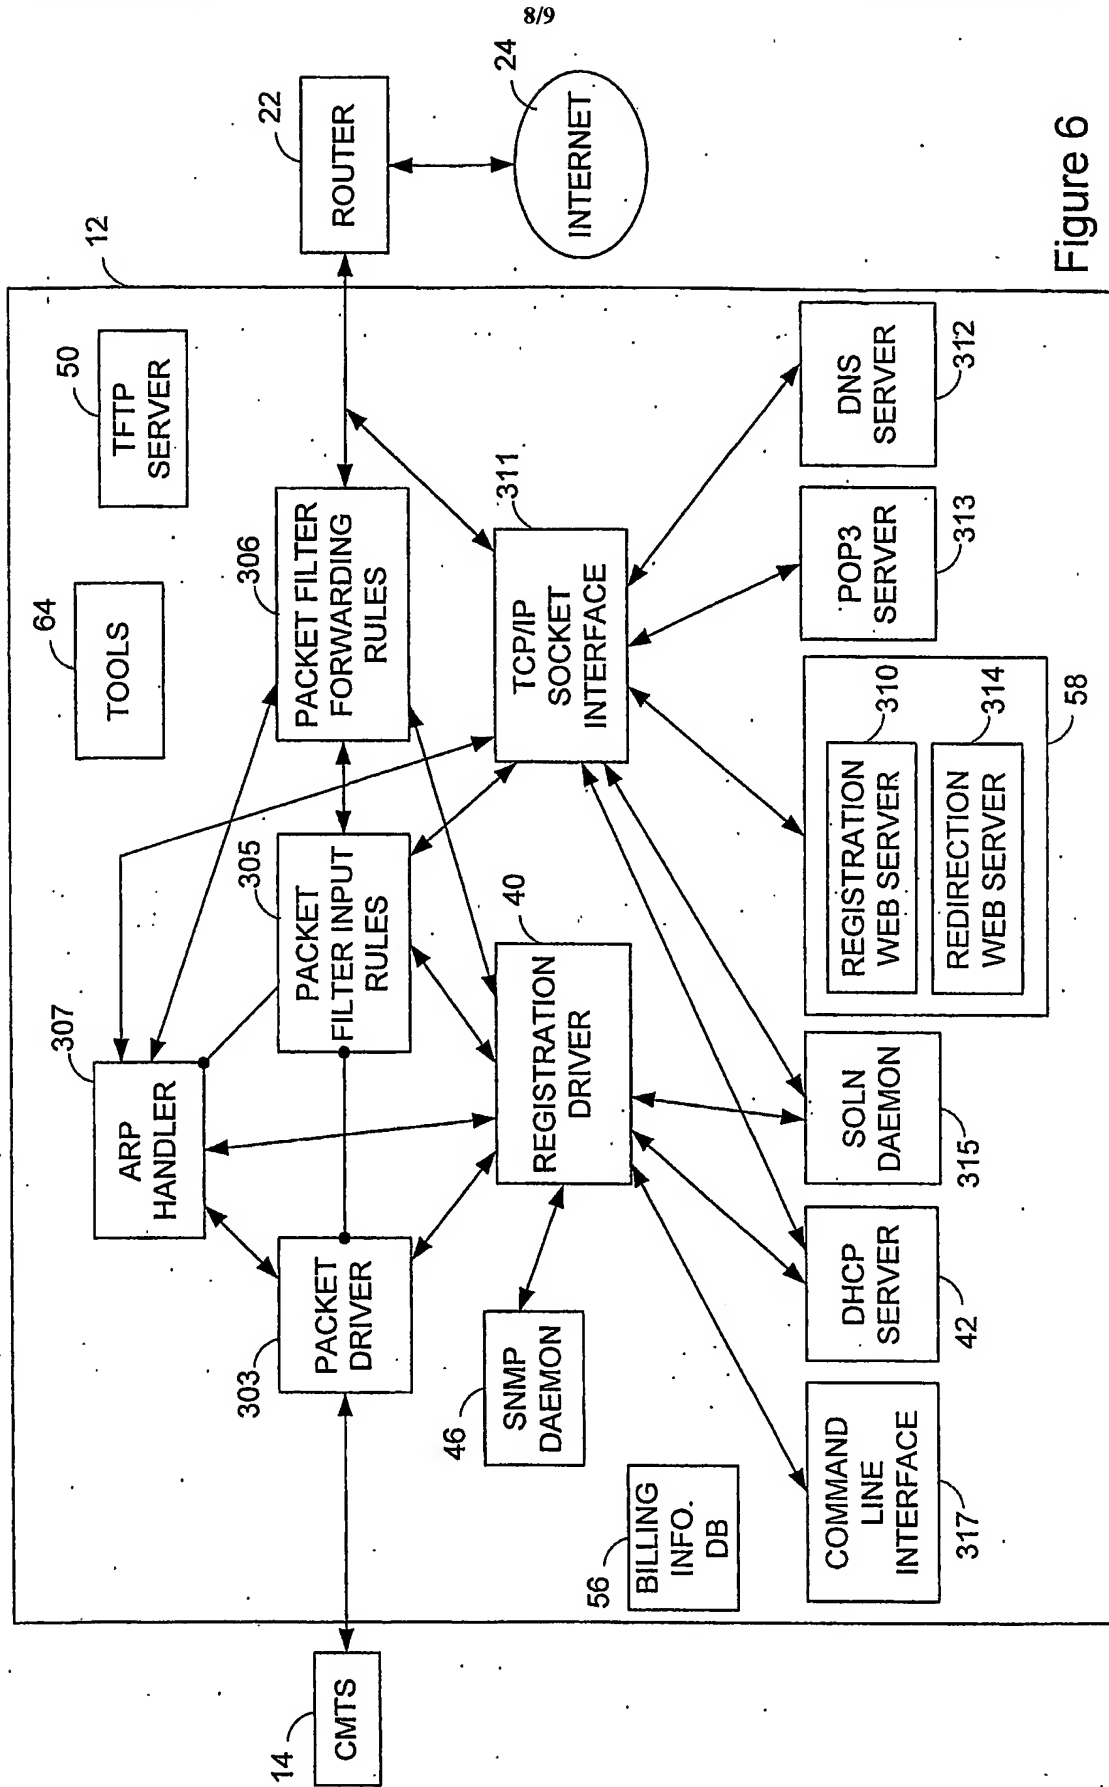 8/9
14
CMTS
12
22
ROUTER
24
INTERNET
50
TFTP
SERVER
64
TOOLS
307
ARP
HANDLER
303
PACKET
DRIVER
305
PACKET
FILTER INPUT
RULES
306
PACKET FILTER
FORWARDING
RULES
311
TCP/IP
SOCKET
INTERFACE
40
REGISTRATION
DRIVER
46
SNMP
DAEMON
56
BILLING
INFO.
DB
COMMAND
LINE
INTERFACE
317
DHCP
SERVER
42
SOLN
DAEMON
315
REGISTRATION
WEB SERVER
310
REDIRECTION
WEB SERVER
314
58
POP3
SERVER
313
DNS
SERVER
312
Figure 6